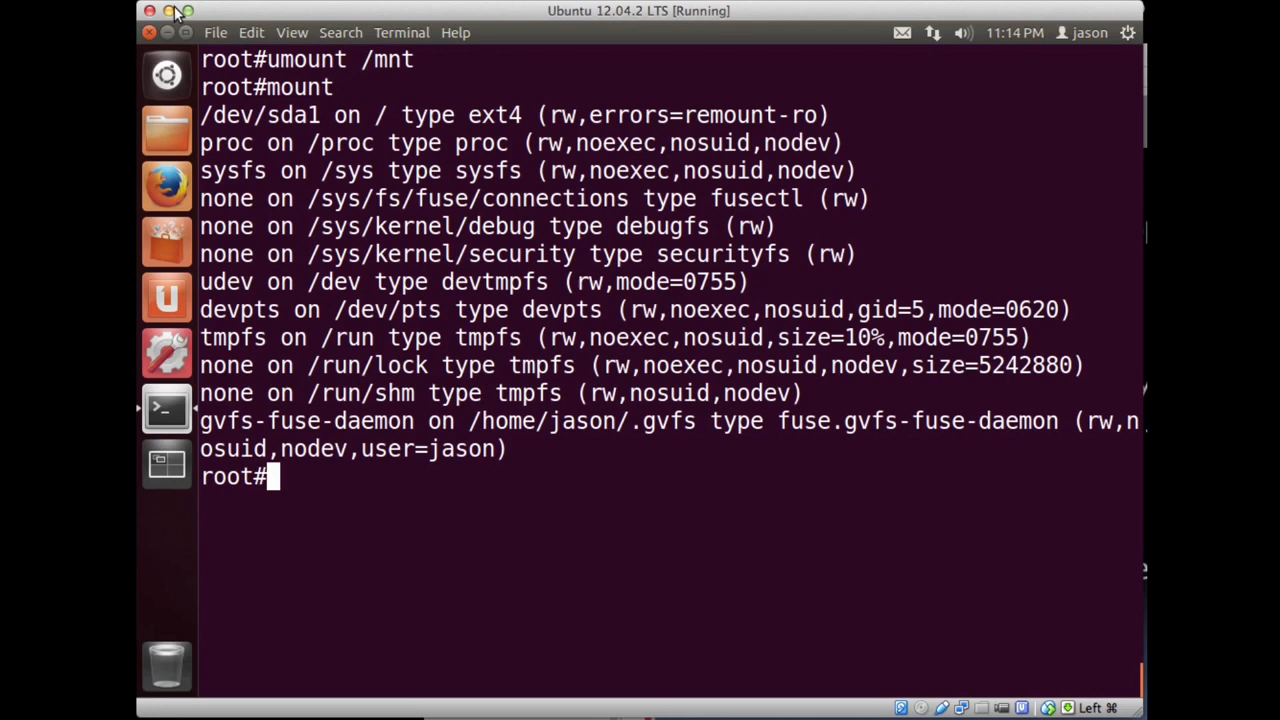 Ubuntu 12.04.2 LTS [Running]
File Edit View Search Terminal Help 11:14 PM jason
root#umount /mnt
root#mount
/dev/sda1 on / type ext4 (rw,errors=remount-ro)
proc on /proc type proc (rw,noexec,nosuid,nodev)
sysfs on /sys type sysfs (rw,noexec,nosuid,nodev)
none on /sys/fs/fuse/connections type fusectl (rw)
none on /sys/kernel/debug type debugfs (rw)
none on /sys/kernel/security type securityfs (rw)
udev on /dev type devtmpfs (rw,mode=0755)
devpts on /dev/pts type devpts (rw,noexec,nosuid,gid=5,mode=0620)
tmpfs on /run type tmpfs (rw,noexec,nosuid,size=10%,mode=0755)
none on /run/lock type tmpfs (rw,noexec,nosuid,nodev,size=5242880)
none on /run/shm type tmpfs (rw,nosuid,nodev)
gvfs-fuse-daemon on /home/jason/.gvfs type fuse.gvfs-fuse-daemon (rw,n
osuid,nodev,user=jason)
root#
Left ⌘